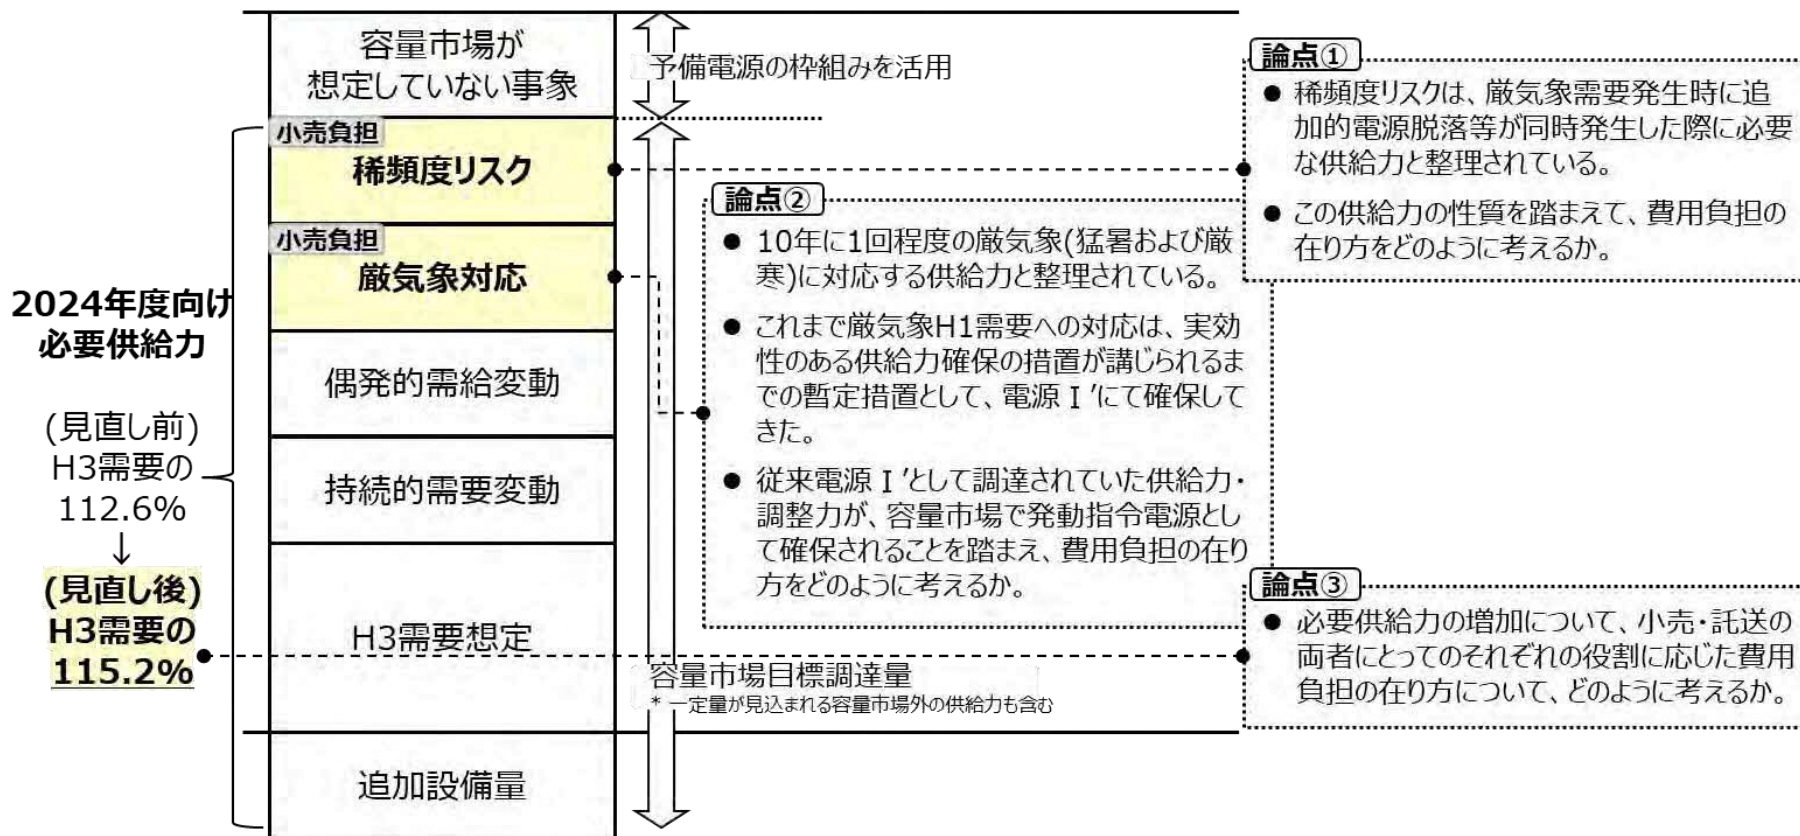 容量市場が
想定していない事象
予備電源の枠組みを活用
小売負担
稀頻度リスク
小売負担
厳気象対応
偶発的需給変動
持続的需要変動
H3需要想定
追加設備量
2024年度向け
必要供給力
(見直し前)
H3需要の
112.6%
↓
(見直し後)
H3需要の
115.2%
容量市場目標調達量
* 一定量が見込まれる容量市場外の供給力も含む
論点①
● 稀頻度リスクは、厳気象需要発生時に追
加的電源脱落等が同時発生した際に必要
な供給力と整理されている。
● この供給力の性質を踏まえて、費用負担の
在り方をどのように考えるか。
論点②
● 10年に1回程度の厳気象(猛暑および厳
寒)に対応する供給力と整理されている。
● これまで厳気象H1需要への対応は、実効
性のある供給力確保の措置が講じられるま
での暫定措置として、電源Ⅰ′にて確保して
きた。
● 従来電源Ⅰ′として調達されていた供給力・
調整力が、容量市場で発動指令電源とし
て確保されることを踏まえ、費用負担の在り
方をどのように考えるか。
論点③
● 必要供給力の増加について、小売・託送の
両者にとってのそれぞれの役割に応じた費用
負担の在り方について、どのように考えるか。